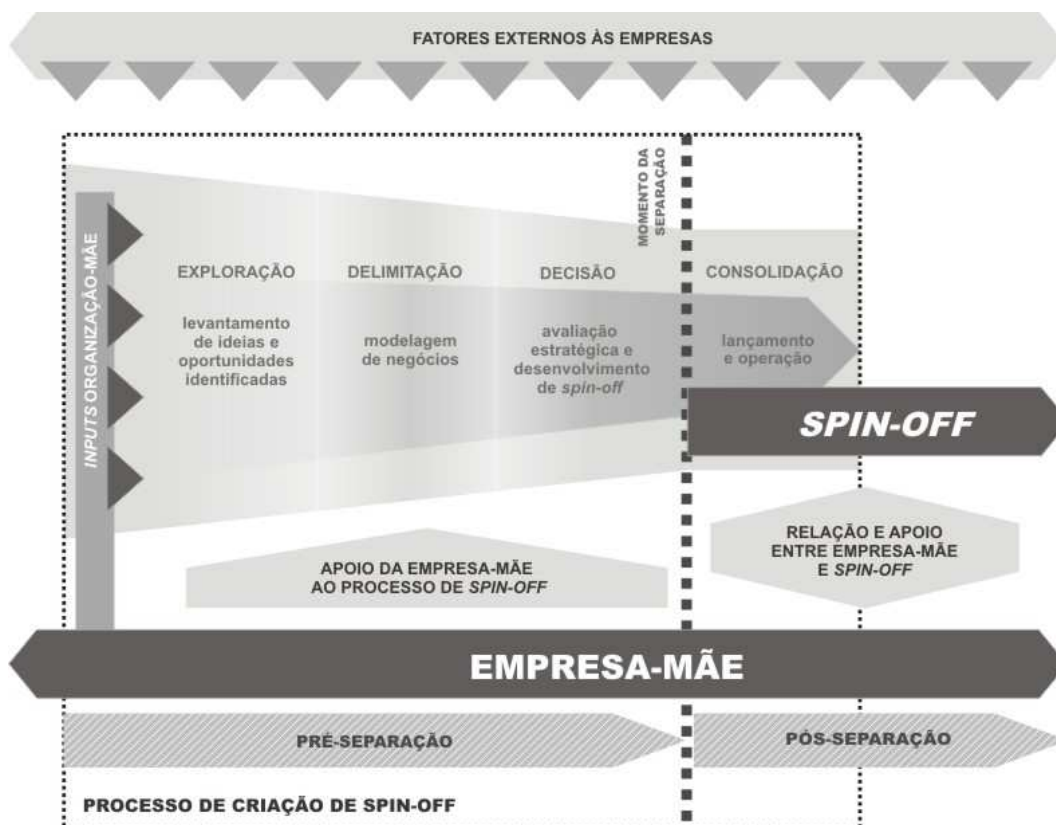 FATORES EXTERNOS ÀS EMPRESAS
MOMENTO DA
SEPARAÇÃO
INPUTS ORGANIZAÇÃO-MÃE
EXPLORAÇÃO
levantamento
de ideias e
oportunidades
identificadas
DELIMITAÇÃO
modelagem
de negócios
DECISÃO
avaliação
estratégica e
desenvolvimento
de spin-off
CONSOLIDAÇÃO
lançamento
e operação
SPIN-OFF
APOIO DA EMPRESA-MÃE
AO PROCESSO DE SPIN-OFF
RELAÇÃO E APOIO
ENTRE EMPRESA-MÃE
E SPIN-OFF
EMPRESA-MÃE
PRÉ-SEPARAÇÃO
PÓS-SEPARAÇÃO
PROCESSO DE CRIAÇÃO DE SPIN-OFF